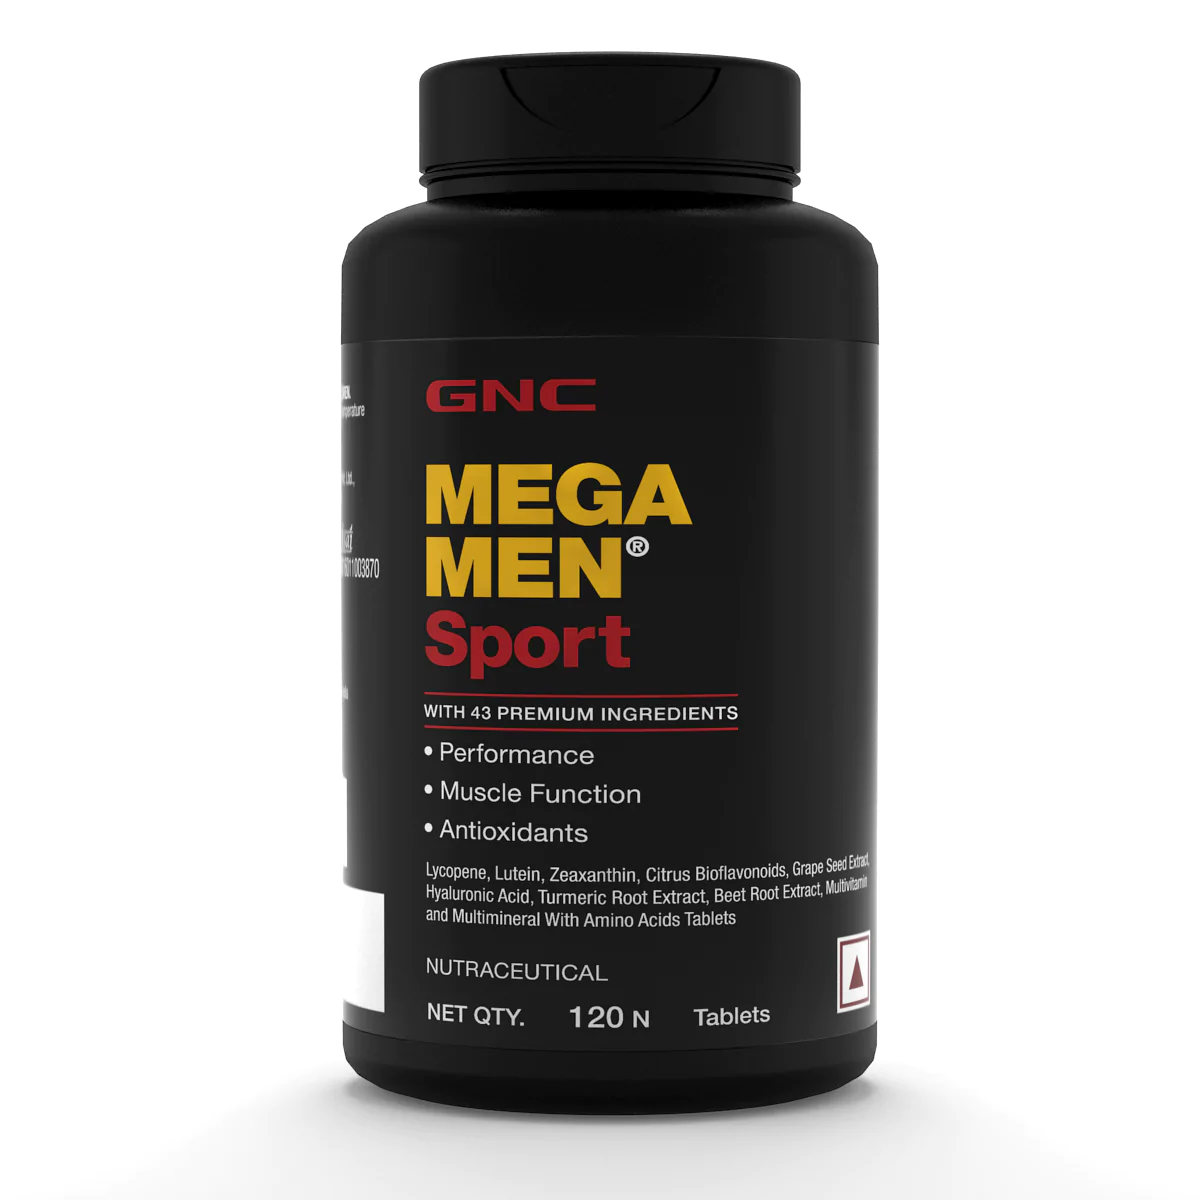 GNC
MEGA
MEN®
Sport
WITH 43 PREMIUM INGREDIENTS
• Performance
• Muscle Function
• Antioxidants
Lycopene, Lutein, Zeaxanthin, Citrus Bioflavonoids, Grape Seed Extract,
Hyaluronic Acid, Turmeric Root Extract, Beet Root Extract, Multivitamin
and Multimineral With Amino Acids Tablets
NUTRACEUTICAL
NET QTY. 120 N Tablets